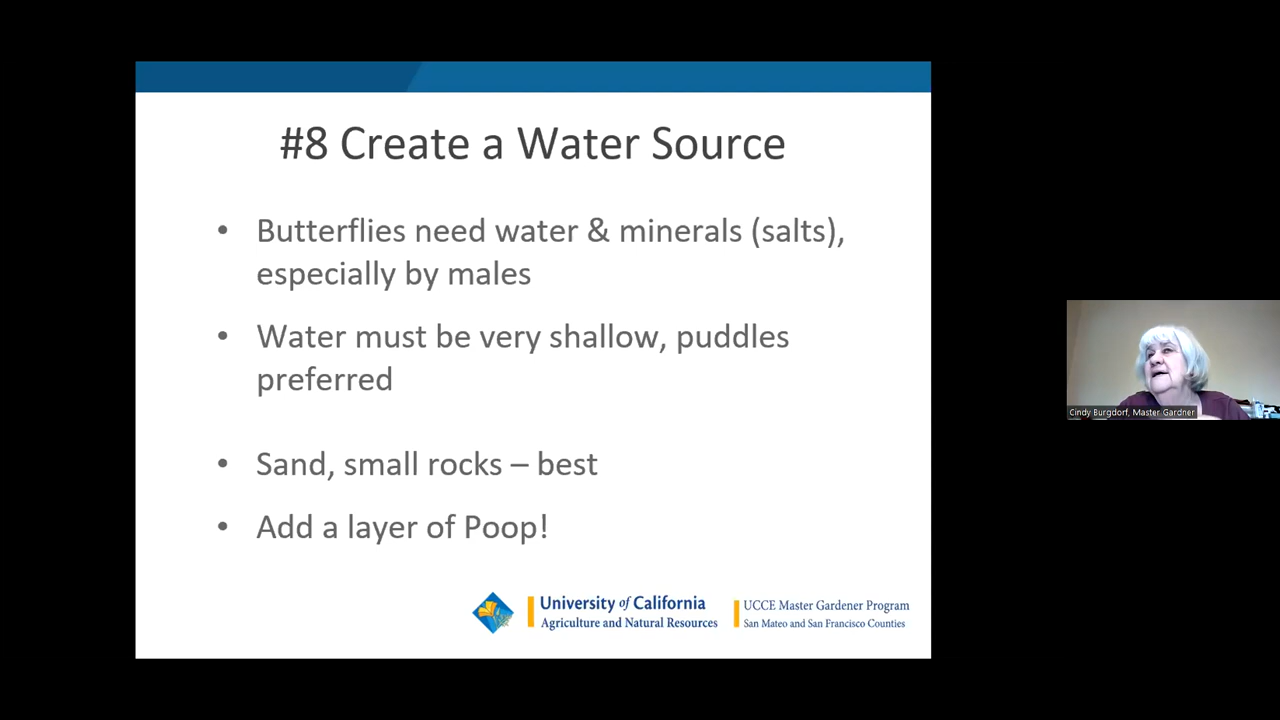 #8 Create a Water Source
• Butterflies need water & minerals (salts),
especially by males
• Water must be very shallow, puddles
preferred
• Sand, small rocks – best
• Add a layer of Poop!
University of California
Agriculture and Natural Resources
UCCE Master Gardener Program
San Mateo and San Francisco Counties
Cindy Burgdorf, Master Gardner